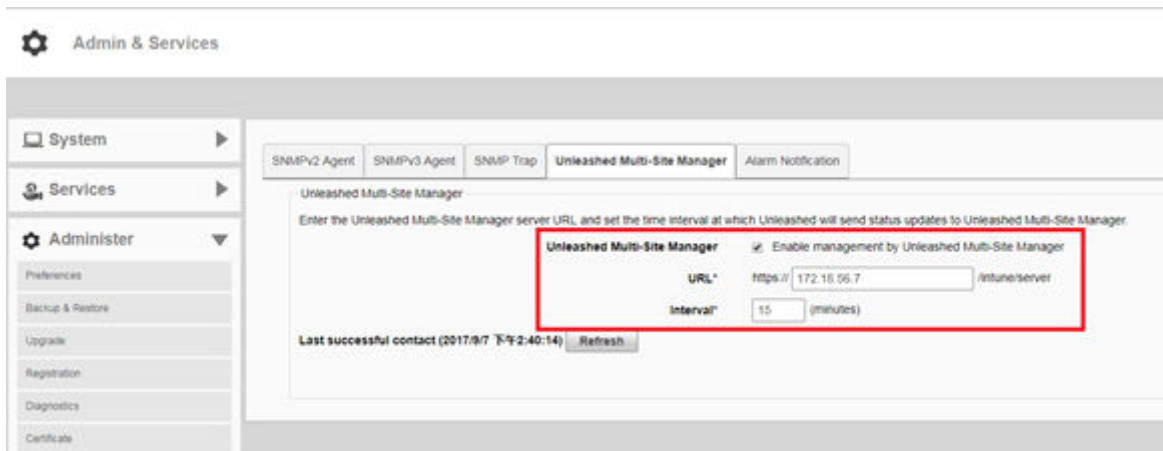 Admin & Services
System
Services
Administer
Preferences
Backup & Restore
Upgrade
Registration
Diagnostics
Certificate
SNMPv2 Agent SNMPv3 Agent SNMP Trap Unleashed Multi-Site Manager Alarm Notification
Unleashed Multi-Site Manager
Enter the Unleashed Multi-Site Manager server URL and set the time interval at which Unleashed will send status updates to Unleashed Multi-Site Manager.
Unleashed Multi-Site Manager Enable management by Unleashed Multi-Site Manager
URL* https:// 172.18.56.7 /intune/server
Interval* 15 (minutes)
Last successful contact (2017/9/7 下午2:40:14) Refresh